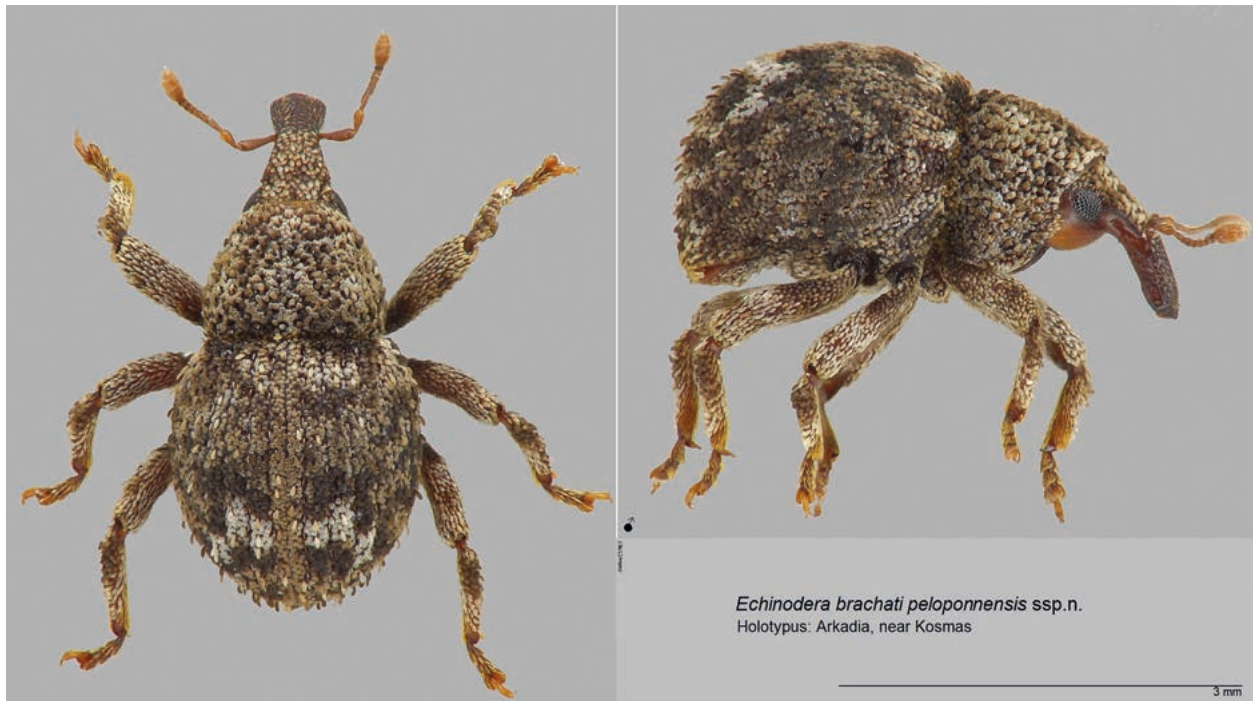 Echinodera brachati peloponnensis ssp.n.
Holotypus: Arkadia, near Kosmas
3 mm